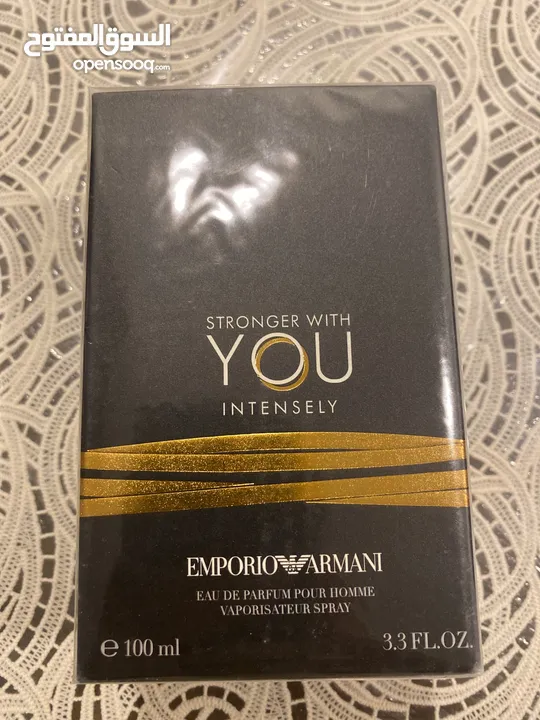 السوق المفتوح
opensooq.com
STRONGER WITH
YOU
INTENSELY
EMPORIO ARMANI
EAU DE PARFUM POUR HOMME
VAPORISATEUR SPRAY
℮ 100 ml
3.3 FL.OZ.